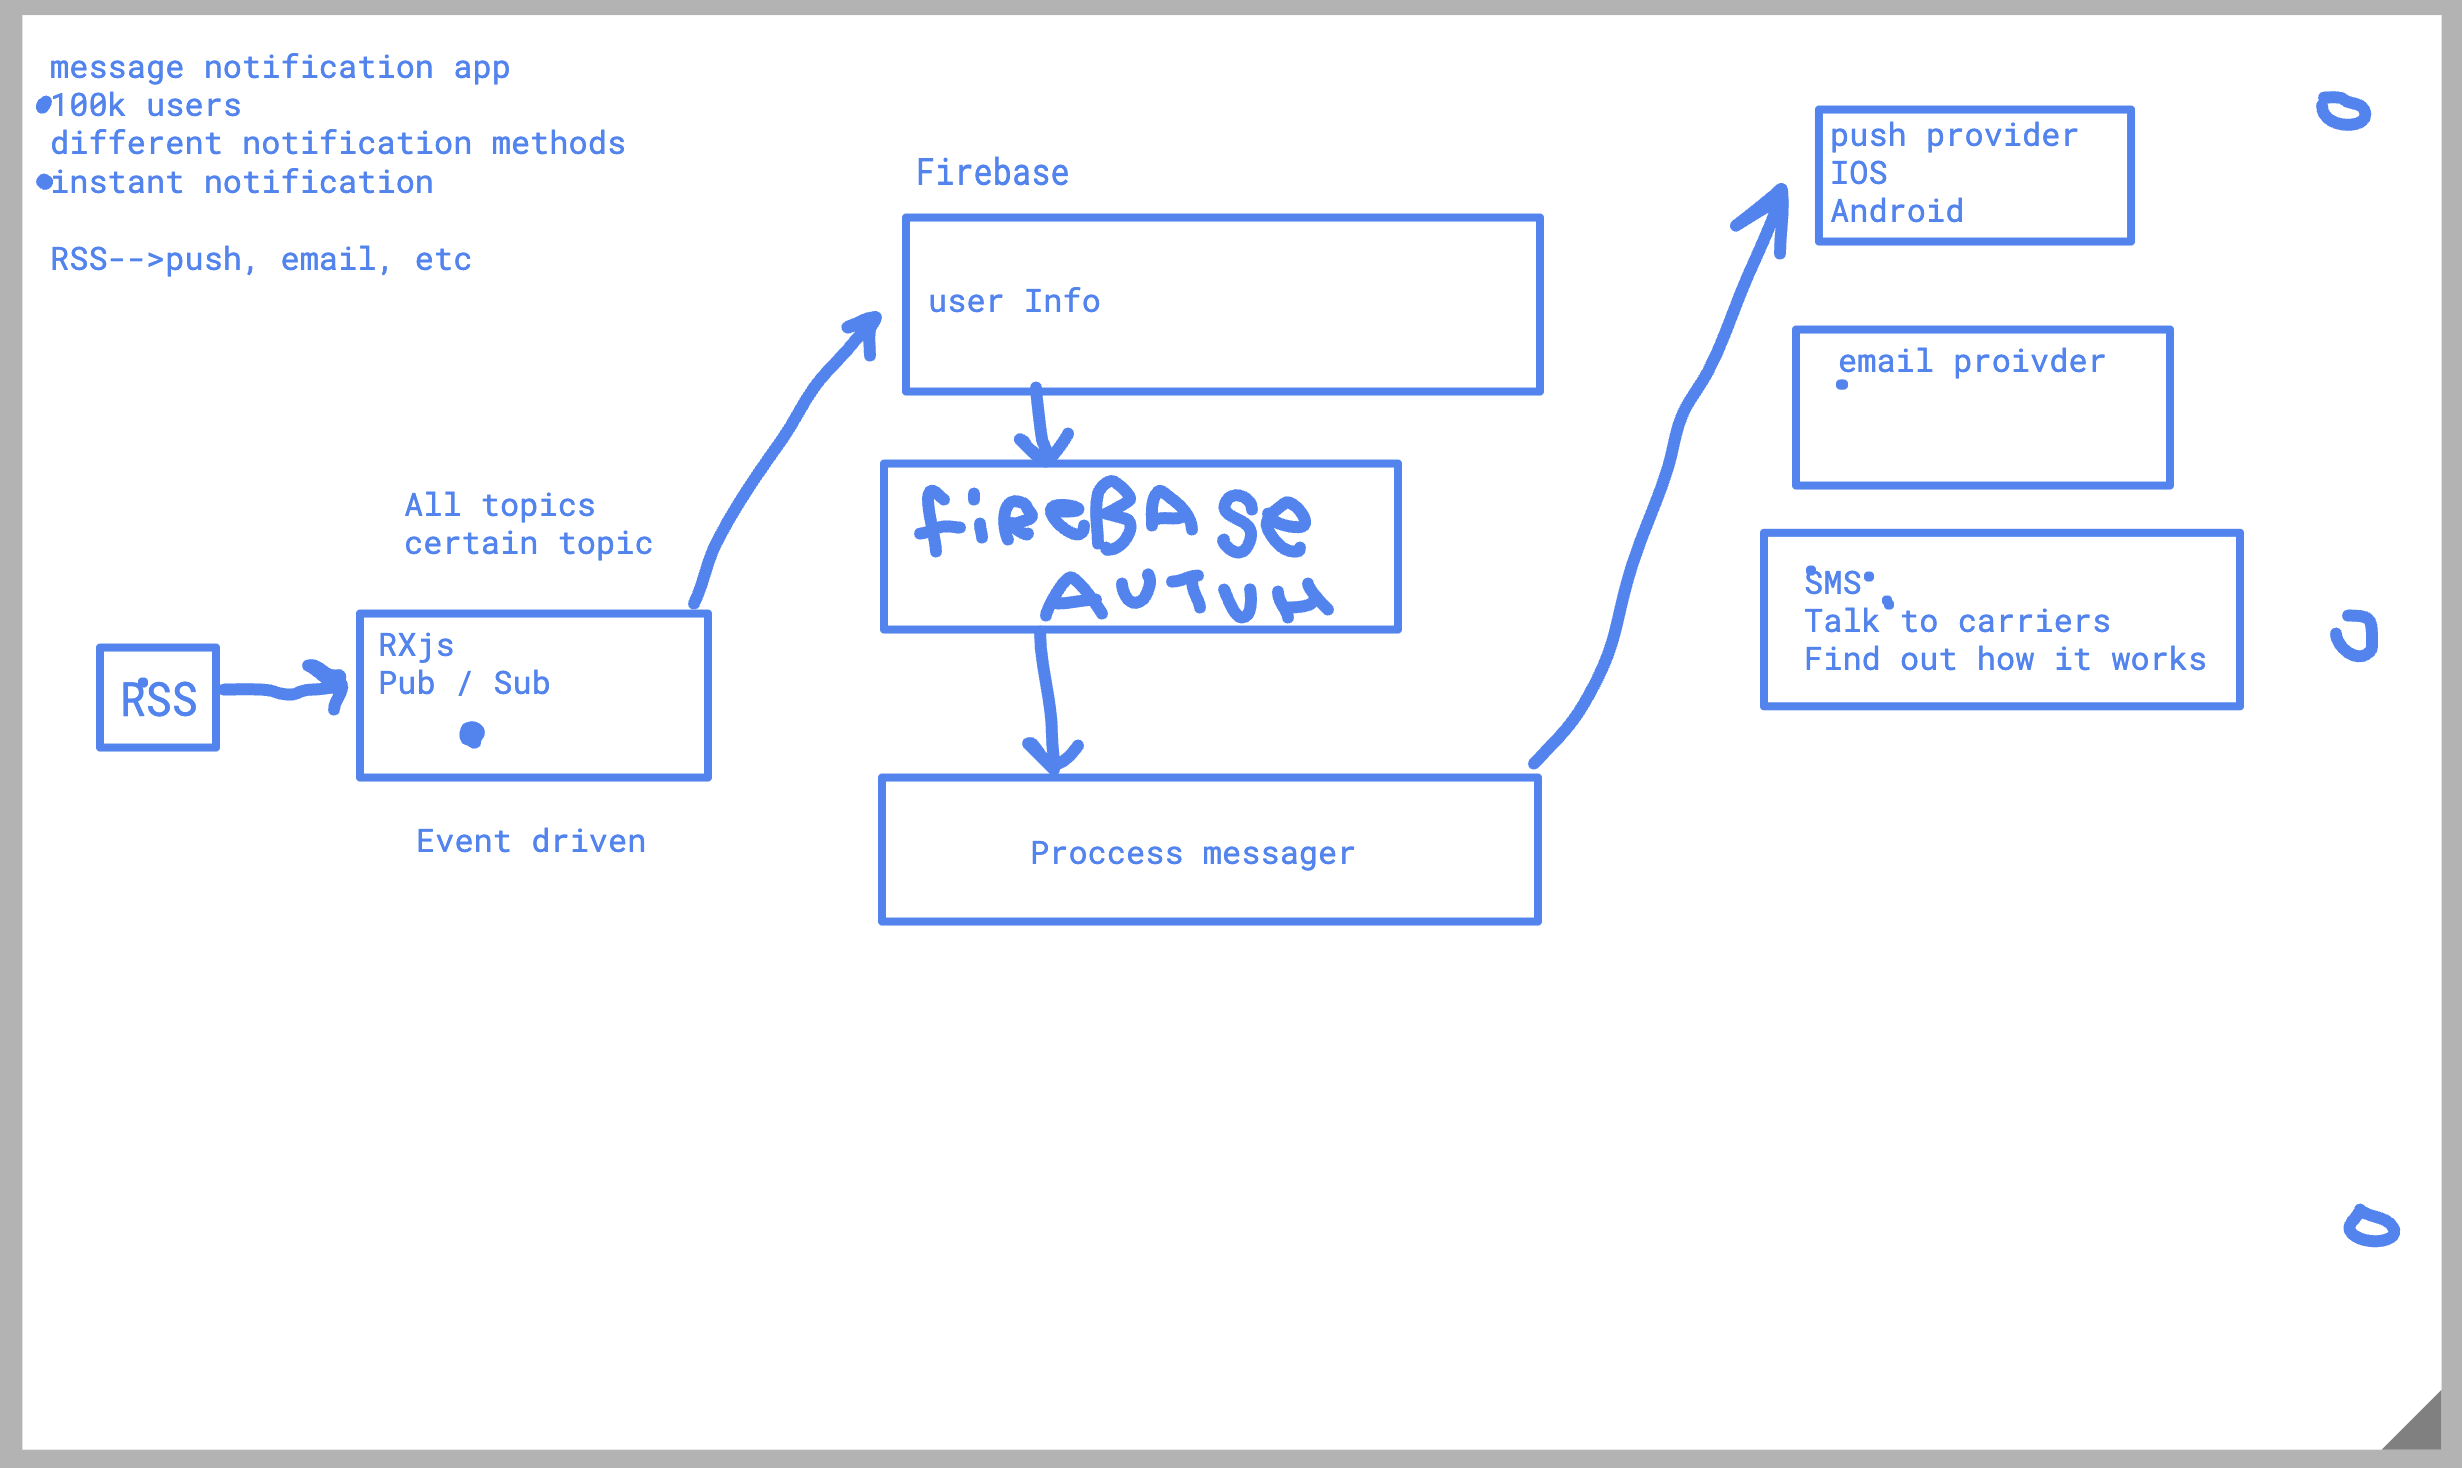 message notification app
100k users
different notification methods
instant notification
RSS-->push, email, etc
Firebase
user Info
push provider
IOS
Android
email proivder
fiReBASe
AUTUH
All topics
certain topic
SMS
Talk to carriers
Find out how it works
RSS
RXjs
Pub / Sub
Event driven
Proccess messager